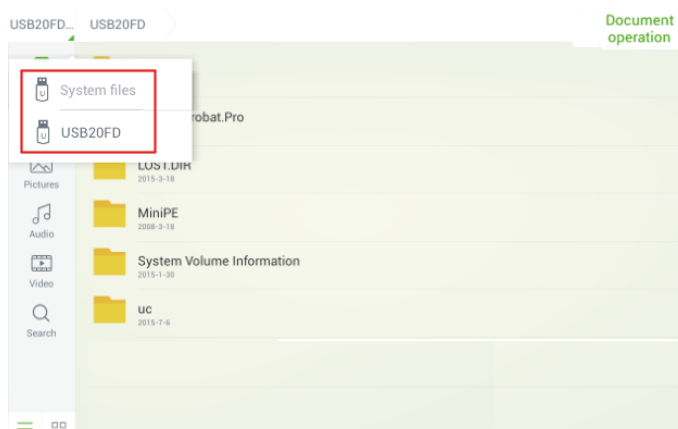 USB20FD...
USB20FD
Document
operation
System files
USB20FD
robat.Pro
LOST.DIR
2015-3-18
Pictures
MiniPE
2008-3-18
Audio
System Volume Information
2015-1-30
Video
uc
2015-7-6
Search